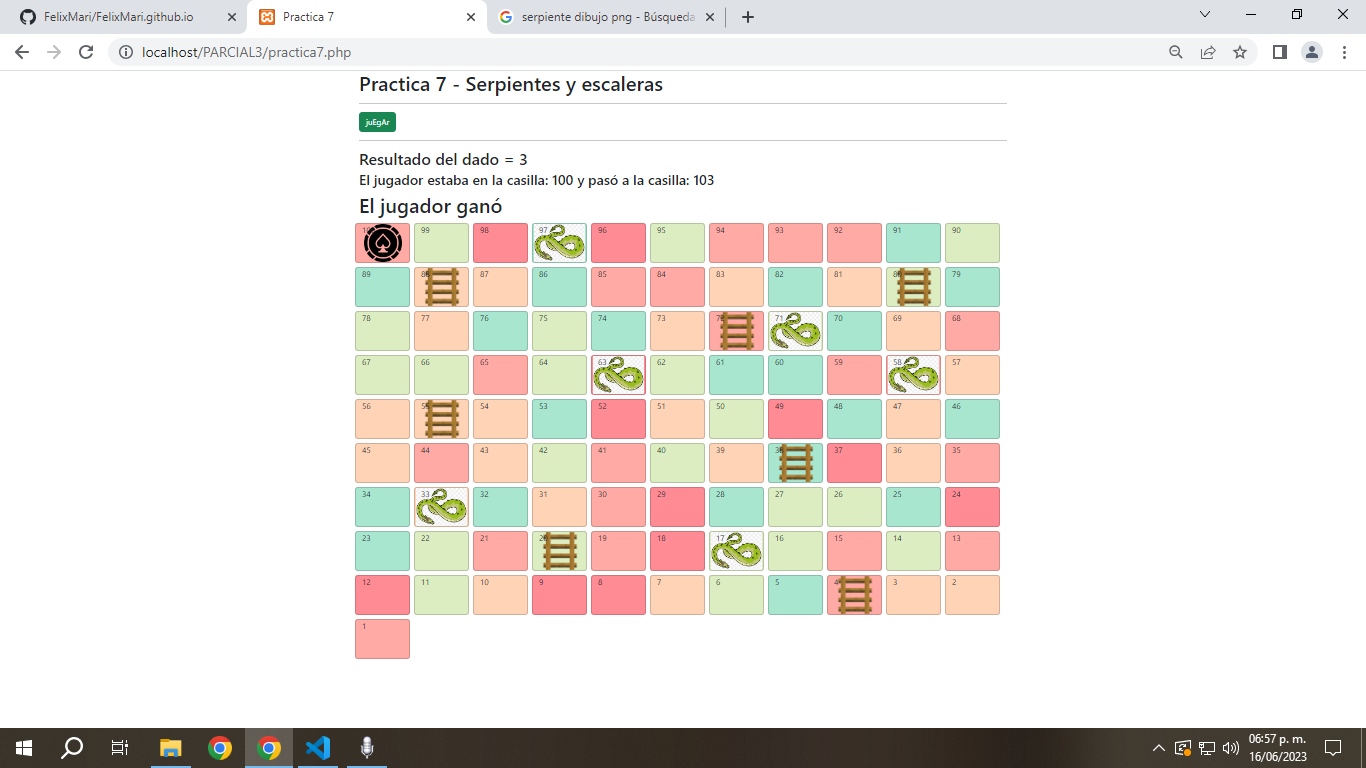 FelixMari/FelixMari.github.io
Practica 7
serpiente dibujo png - Búsqueda
localhost/PARCIAL3/practica7.php
Practica 7 - Serpientes y escaleras
juEgAr
Resultado del dado = 3
El jugador estaba en la casilla: 100 y pasó a la casilla: 103
El jugador ganó
99 98 97 96 95 94 93 92 91 90
89 87 86 85 84 83 82 81 79
78 77 76 75 74 73 71 70 69 68
67 66 65 64 63 62 61 60 59 58 57
56 54 53 52 51 50 49 48 47 46
45 44 43 42 41 40 39 37 36 35
34 33 32 31 30 29 28 27 26 25 24
23 22 21 19 18 17 16 15 14 13
12 11 10 9 8 7 6 5 4 3 2
1
06:57 p. m.
16/06/2023